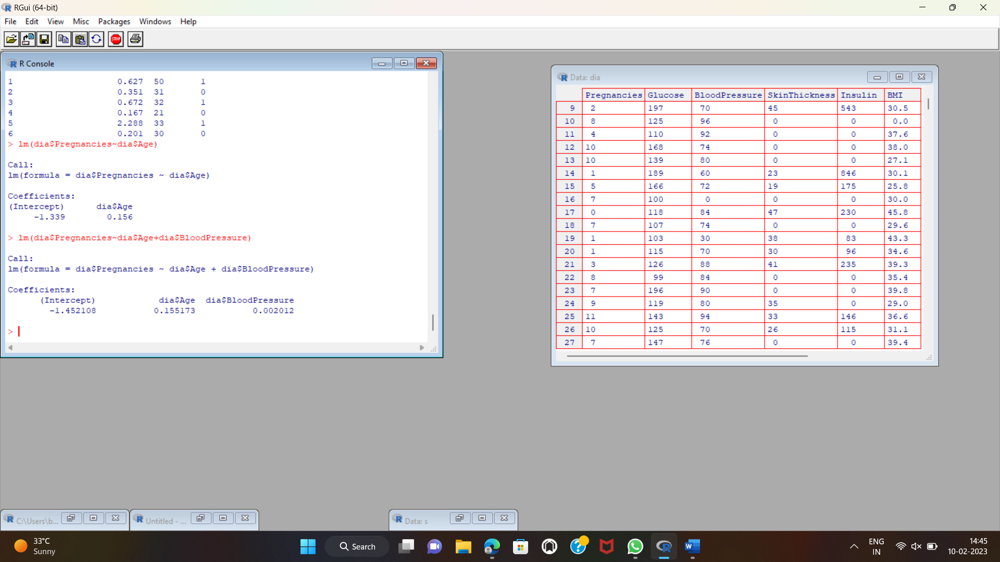 RGui (64-bit)
File Edit View Misc Packages Windows Help
STOP
R Console
1 0.627 50 1
2 0.351 31 0
3 0.672 32 1
4 0.167 21 0
5 2.288 33 1
6 0.201 30 0
> lm(dia$Pregnancies~dia$Age)
Call:
lm(formula = dia$Pregnancies ~ dia$Age)
Coefficients:
(Intercept) dia$Age
-1.339 0.156
> lm(dia$Pregnancies~dia$Age+dia$BloodPressure)
Call:
lm(formula = dia$Pregnancies ~ dia$Age + dia$BloodPressure)
Coefficients:
(Intercept) dia$Age dia$BloodPressure
-1.452108 0.155173 0.002012
>
Data: dia
Pregnancies Glucose BloodPressure SkinThickness Insulin BMI
9 2 197 70 45 543 30.5
10 8 125 96 0 0 0.0
11 4 110 92 0 0 37.6
12 10 168 74 0 0 38.0
13 10 139 80 0 0 27.1
14 1 189 60 23 846 30.1
15 5 166 72 19 175 25.8
16 7 100 0 0 0 30.0
17 0 118 84 47 230 45.8
18 7 107 74 0 0 29.6
19 1 103 30 38 83 43.3
20 1 115 70 30 96 34.6
21 3 126 88 41 235 39.3
22 8 99 84 0 0 35.4
23 7 196 90 0 0 39.8
24 9 119 80 35 0 29.0
25 11 143 94 33 146 36.6
26 10 125 70 26 115 31.1
27 7 147 76 0 0 39.4
C:\Users\b...
Untitled - ...
Data: s
33°C
Sunny
Search
ENG
IN
14:45
10-02-2023